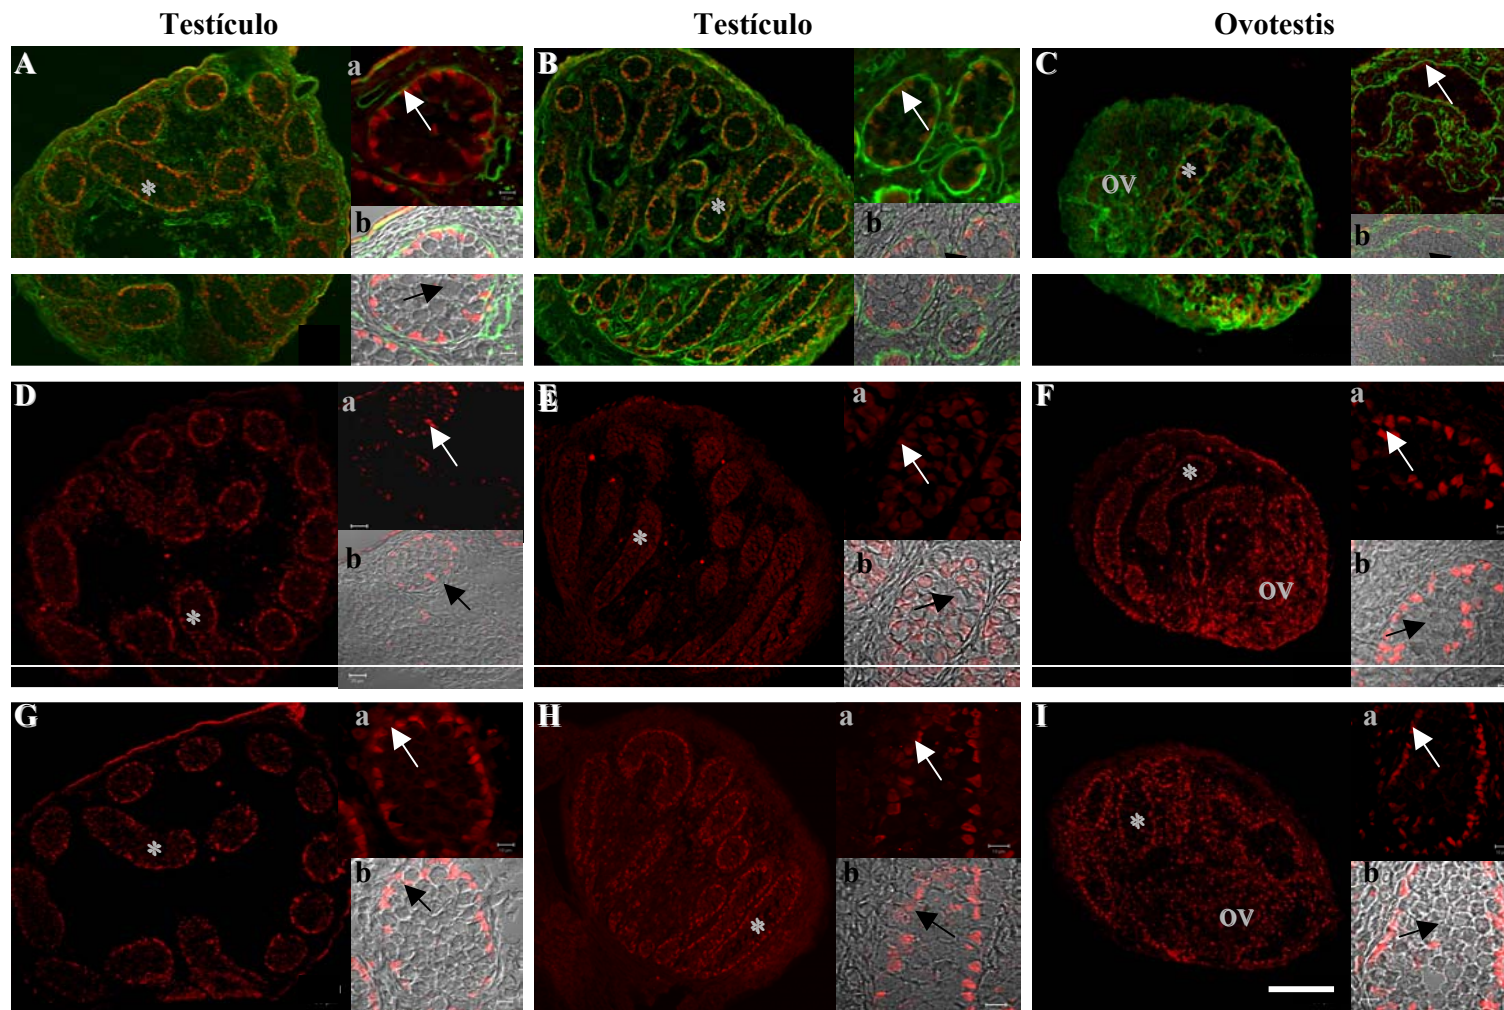 Testículo Testículo Ovotestis
A a B C
* * OV *
b b b
D a E a F a
* * * OV
b b b
G a H a I a
* * * OV
b b b